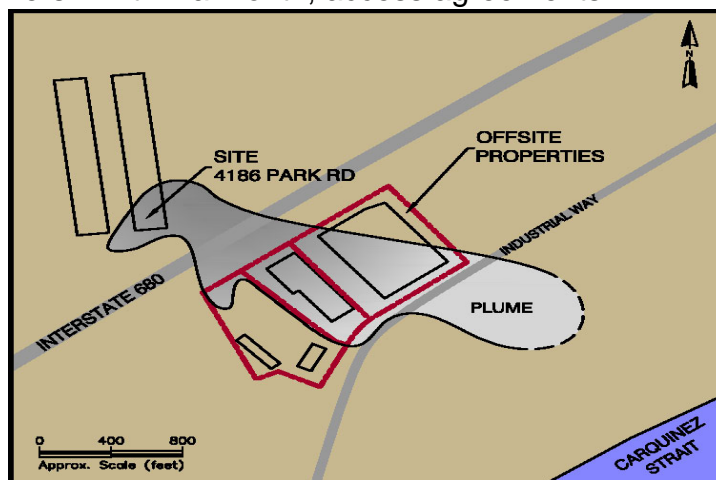 N
SITE
4186 PARK RD
OFFSITE
PROPERTIES
INDUSTRIAL WAY
INTERSTATE 680
PLUME
0 400 800
Approx. Scale (feet)
CARQUINEZ
STRAIT